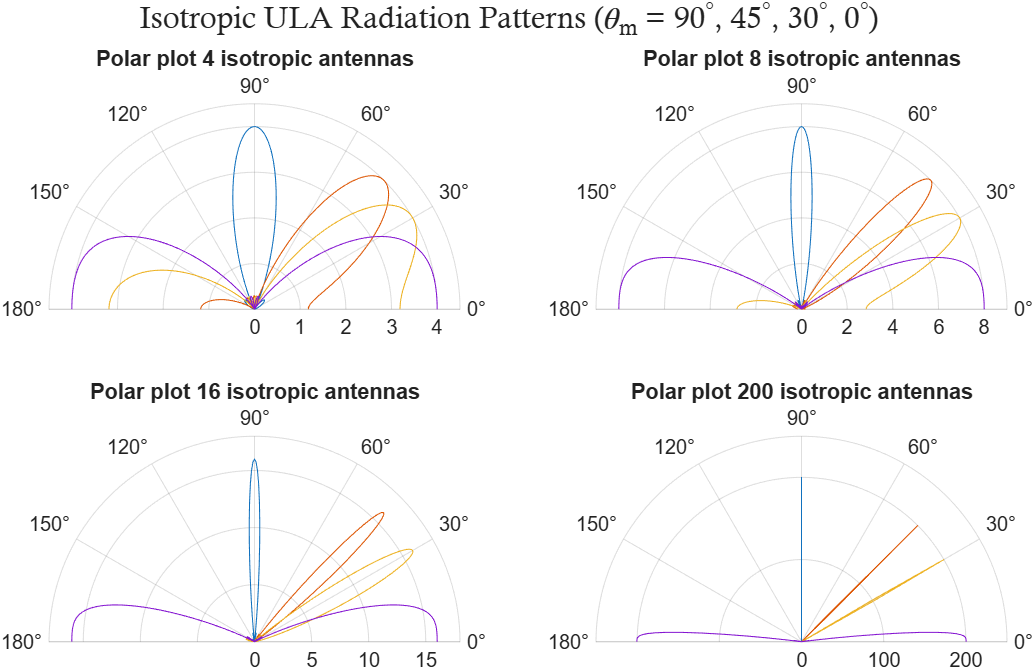 Isotropic ULA Radiation Patterns (θm = 90°, 45°, 30°, 0°)
Polar plot 4 isotropic antennas
90°
120° 60°
150° 30°
180° 0°
0 1 2 3 4
Polar plot 8 isotropic antennas
90°
120° 60°
150° 30°
180° 0°
0 2 4 6 8
Polar plot 16 isotropic antennas
90°
120° 60°
150° 30°
180° 0°
0 5 10 15
Polar plot 200 isotropic antennas
90°
120° 60°
150° 30°
180° 0°
0 100 200